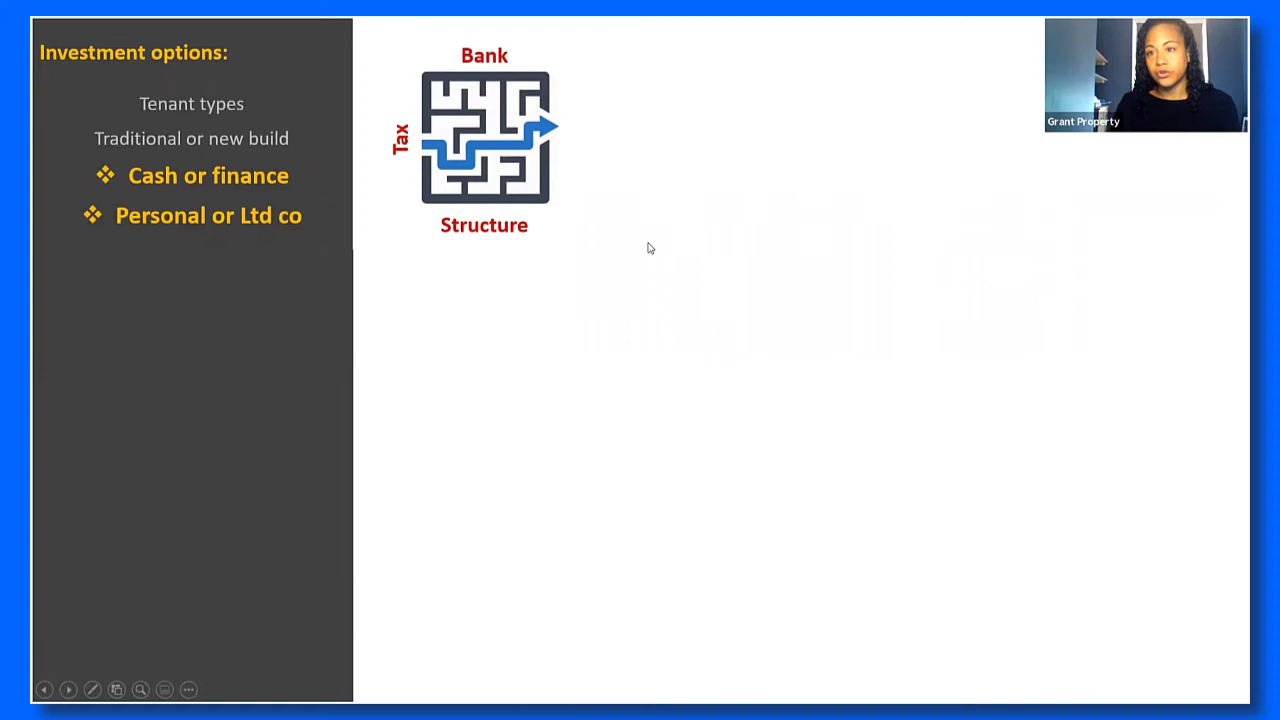 Investment options:
Tenant types
Traditional or new build
Cash or finance
Personal or Ltd co
Bank
Tax
Structure
Grant Property